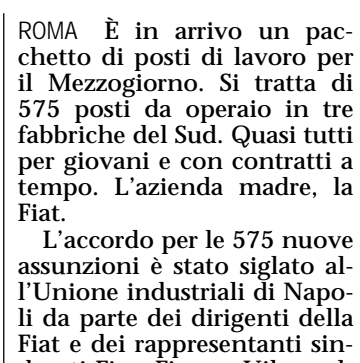 ROMA È in arrivo un pac-
chetto di posti di lavoro per
il Mezzogiorno. Si tratta di
575 posti da operaio in tre
fabbriche del Sud. Quasi tutti
per giovani e con contratti a
tempo. L'azienda madre, la
Fiat.
L'accordo per le 575 nuove
assunzioni è stato siglato al-
l'Unione industriali di Napo-
li da parte dei dirigenti della
Fiat e dei rappresentanti sin-